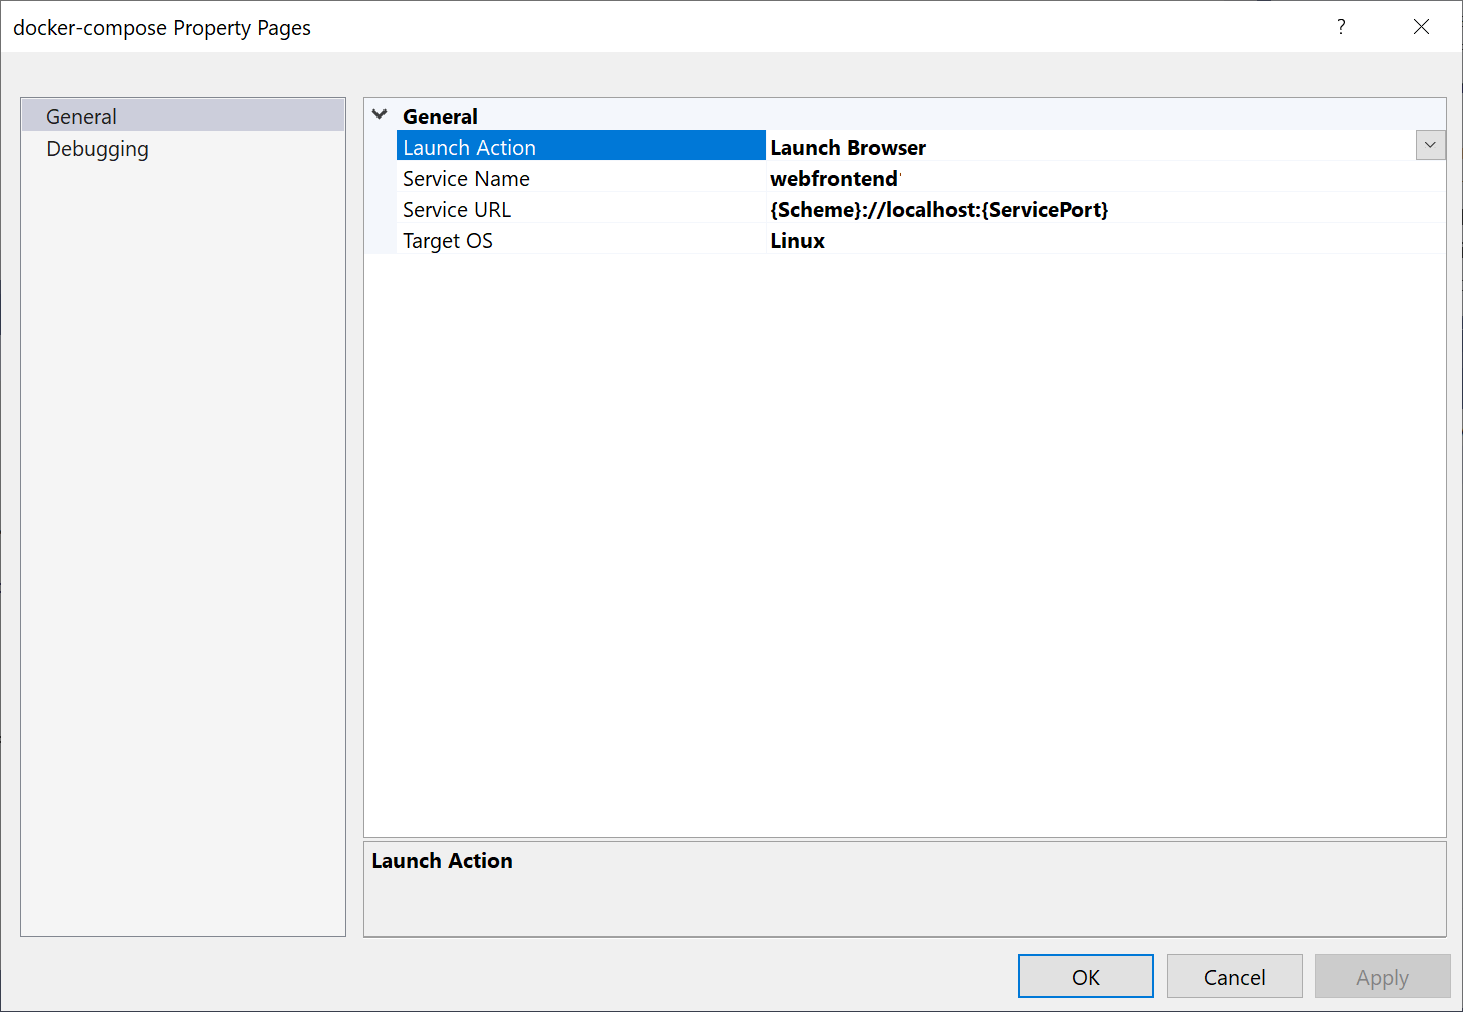 docker-compose Property Pages
?
General
Debugging
General
Launch Action Launch Browser
Service Name webfrontend
Service URL {Scheme}://localhost:{ServicePort}
Target OS Linux
Launch Action
OK Cancel Apply